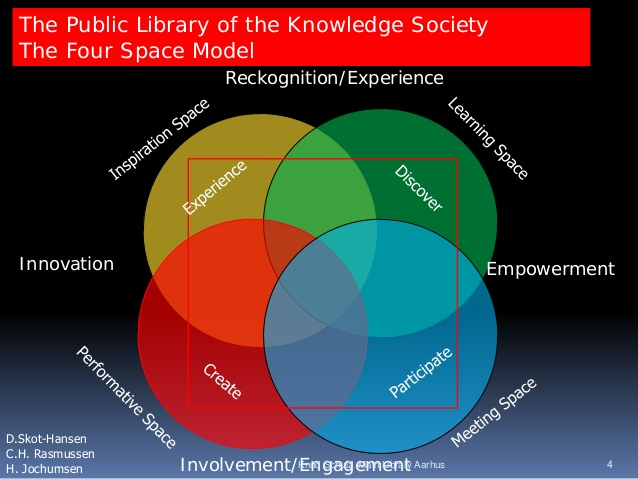 The Public Library of the Knowledge Society
The Four Space Model
Reckognition/Experience
Inspiration Space
Learning Space
Experience
Discover
Innovation
Empowerment
Create
Participate
Performative Space
Meeting Space
D.Skot-Hansen
C.H. Rasmussen
H. Jochumsen
Involvement/Engagement
Aarhus
4